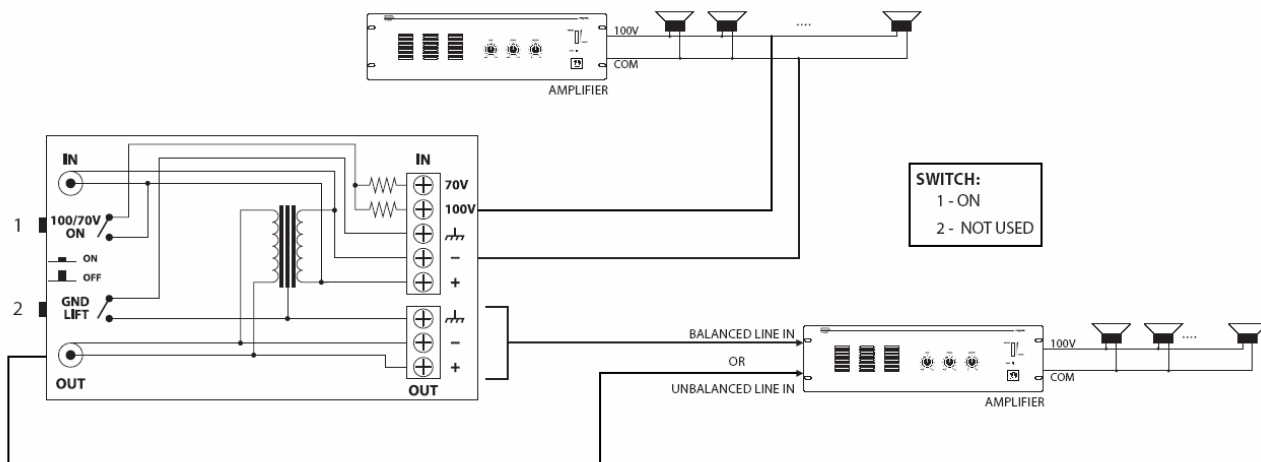 100V
....
COM
AMPLIFIER
IN
IN
70V
100V
1
100/70V
ON
ON
OFF
−
+
2
GND
LIFT
−
+
OUT
OUT
SWITCH:
1 - ON
2 - NOT USED
BALANCED LINE IN
OR
UNBALANCED LINE IN
100V
....
COM
AMPLIFIER